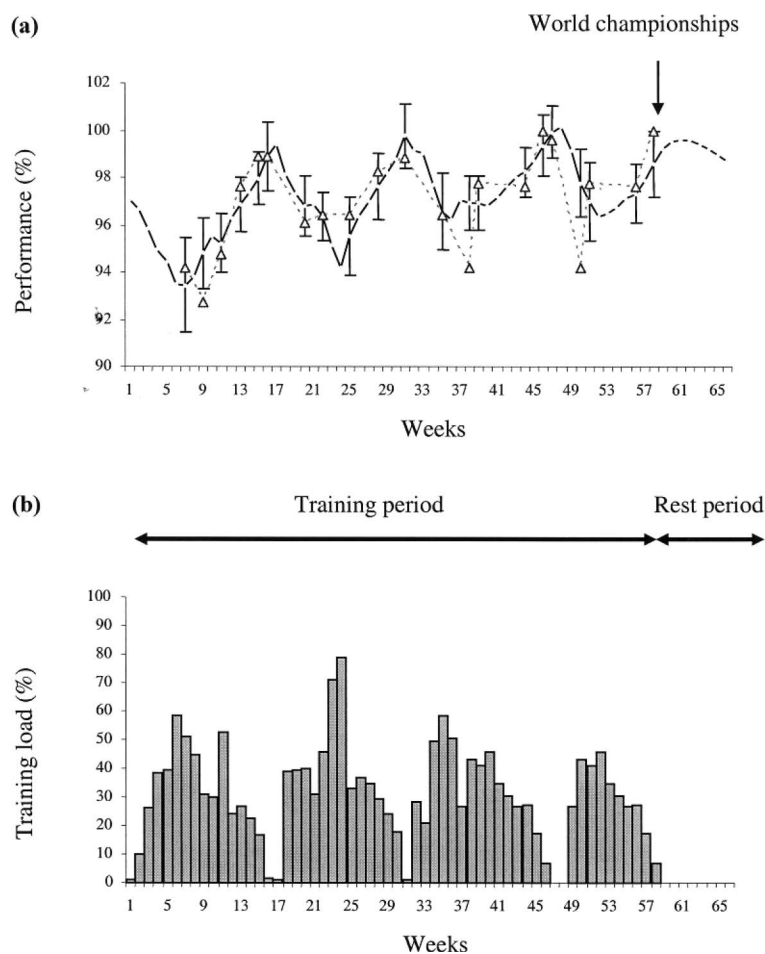 (a)
World championships
Performance (%)
102
100
98
96
94
92
90
1 5 9 13 17 21 25 29 33 37 41 45 49 53 57 61 65
Weeks
(b)
Training period
Rest period
Training load (%)
100
90
80
70
60
50
40
30
20
10
0
1 5 9 13 17 21 25 29 33 37 41 45 49 53 57 61 65
Weeks